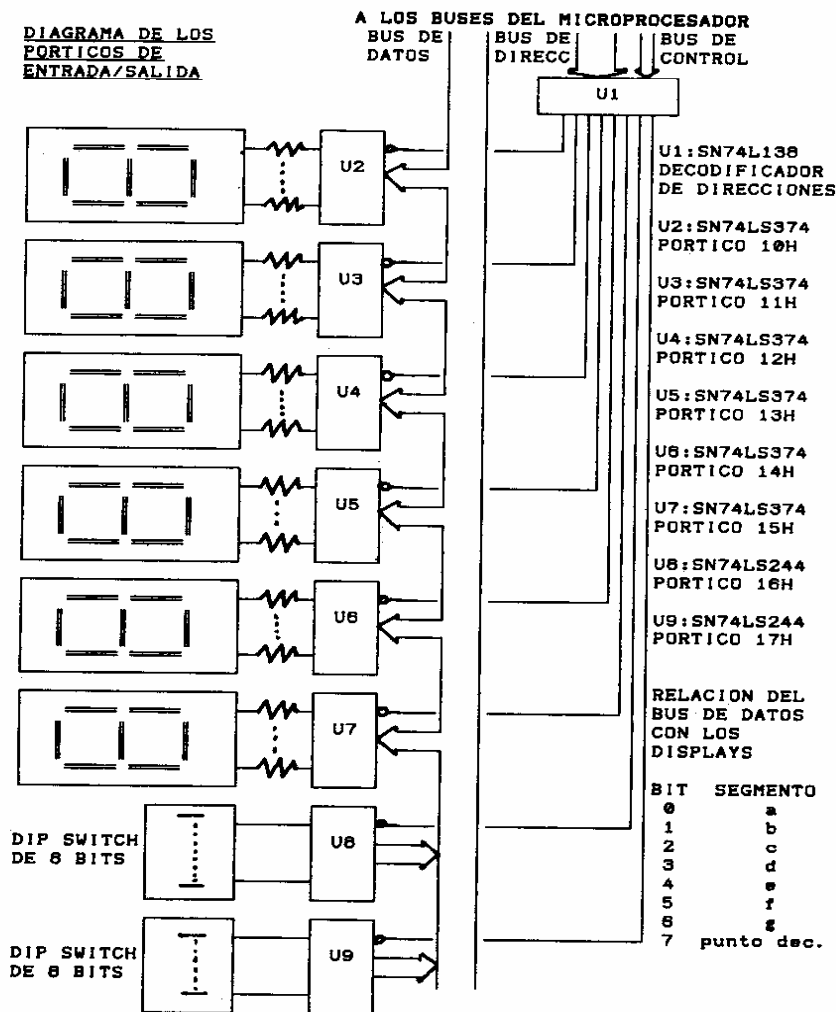 DIAGRAMA DE LOS
PORTICOS DE
ENTRADA/SALIDA
A LOS BUSES DEL MICROPROCESADOR
BUS DE
DATOS
BUS DE
DIRECC
BUS DE
CONTROL
U1
U2
U3
U4
U5
U6
U7
U8
U9
DIP SWITCH
DE 8 BITS
DIP SWITCH
DE 8 BITS
U1:SN74L138
DECODIFICADOR
DE DIRECCIONES
U2:SN74LS374
PORTICO 10H
U3:SN74LS374
PORTICO 11H
U4:SN74LS374
PORTICO 12H
U5:SN74LS374
PORTICO 13H
U6:SN74LS374
PORTICO 14H
U7:SN74LS374
PORTICO 15H
U8:SN74LS244
PORTICO 16H
U9:SN74LS244
PORTICO 17H
RELACION DEL
BUS DE DATOS
CON LOS
DISPLAYS
BIT SEGMENTO
0 a
1 b
2 c
3 d
4 e
5 f
6 g
7 punto dec.